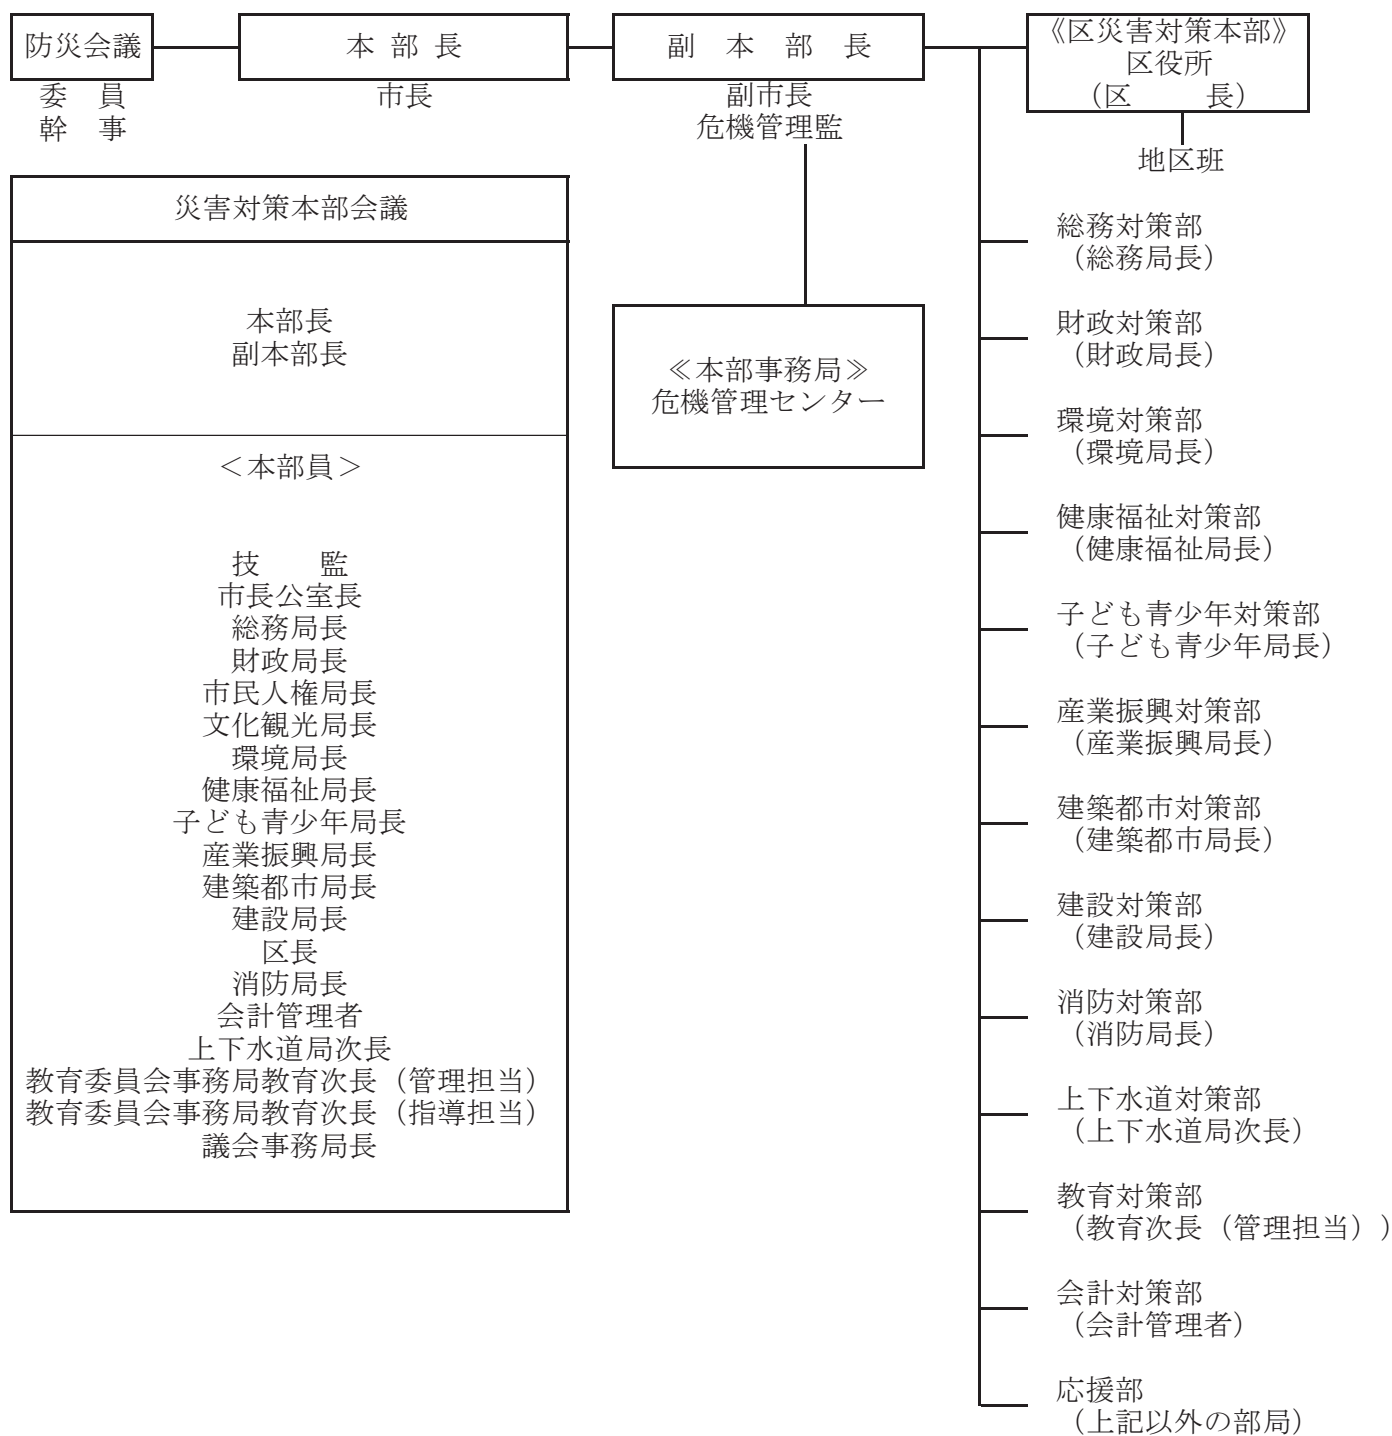 防災会議
委　員
幹　事
本 部 長
市長
副　本　部　長
副市長
危機管理監
《区災害対策本部》
区役所
（区　　長）
地区班
災害対策本部会議
本部長
副本部長
＜本部員＞
技　　監
市長公室長
総務局長
財政局長
市民人権局長
文化観光局長
環境局長
健康福祉局長
子ども青少年局長
産業振興局長
建築都市局長
建設局長
区長
消防局長
会計管理者
上下水道局次長
教育委員会事務局教育次長（管理担当）
教育委員会事務局教育次長（指導担当）
議会事務局長
≪本部事務局≫
危機管理センター
総務対策部
（総務局長）
財政対策部
（財政局長）
環境対策部
（環境局長）
健康福祉対策部
（健康福祉局長）
子ども青少年対策部
（子ども青少年局長）
産業振興対策部
（産業振興局長）
建築都市対策部
（建築都市局長）
建設対策部
（建設局長）
消防対策部
（消防局長）
上下水道対策部
（上下水道局次長）
教育対策部
（教育次長（管理担当））
会計対策部
（会計管理者）
応援部
（上記以外の部局）